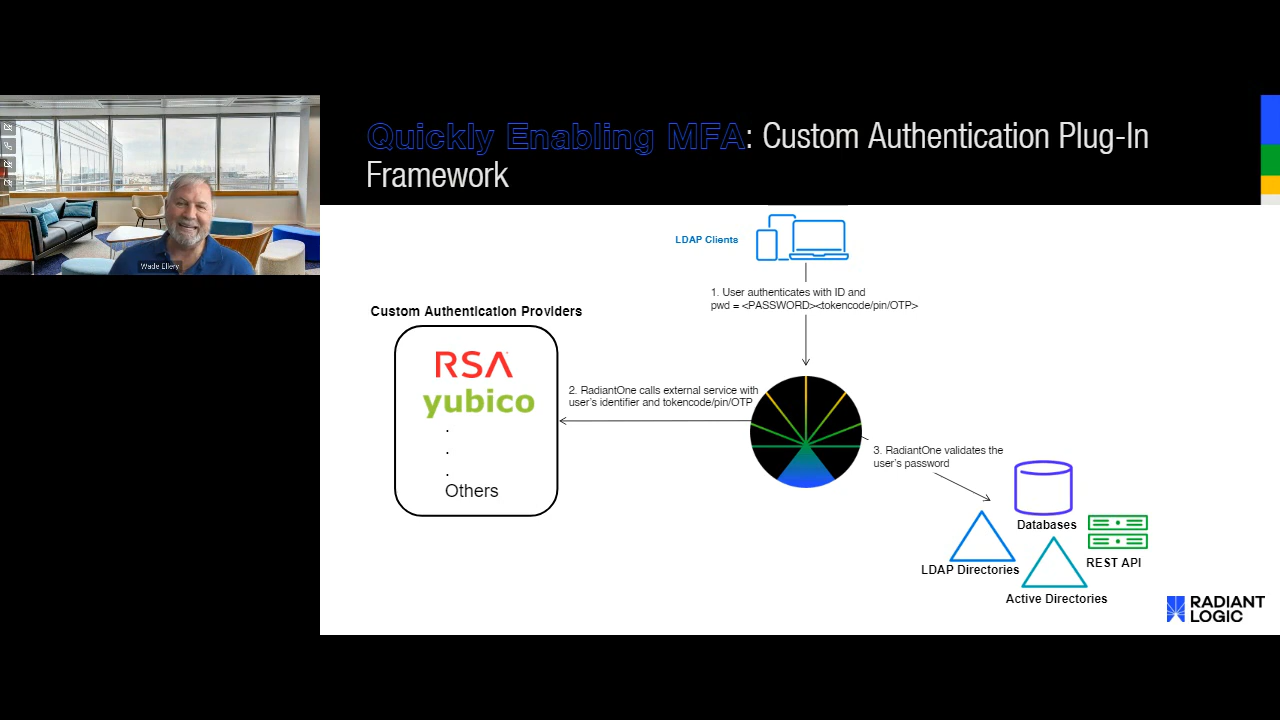 Quickly Enabling MFA: Custom Authentication Plug-In
Framework
Wade Ellery
LDAP Clients
1. User authenticates with ID and
pwd = <PASSWORD><tokencode/pin/OTP>
Custom Authentication Providers
RSA
yubico
.
.
.
Others
2. RadiantOne calls external service with
user's identifier and tokencode/pin/OTP
3. RadiantOne validates the
user's password
Databases
LDAP Directories
REST API
Active Directories
RADIANT
LOGIC